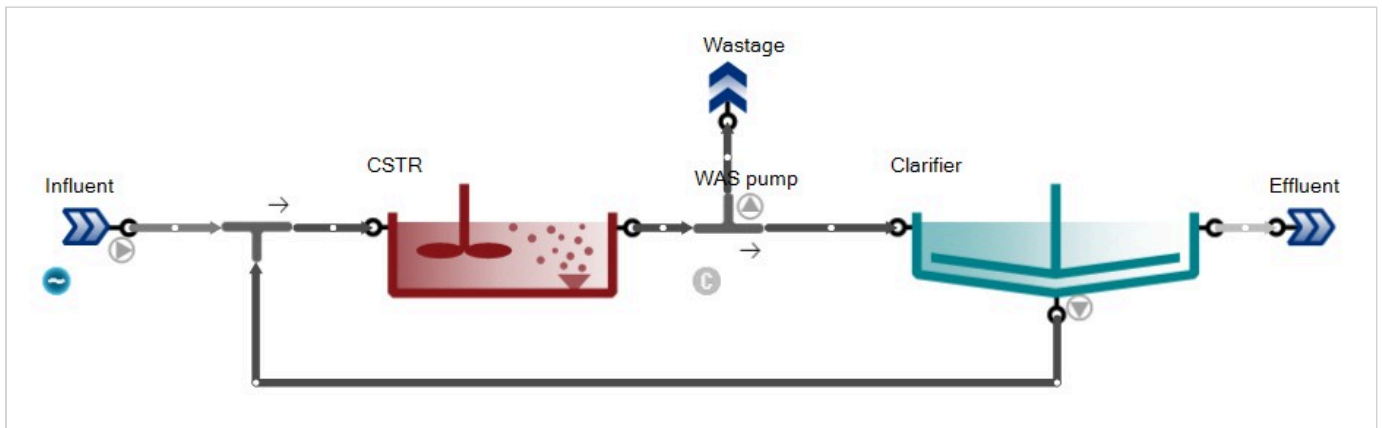 Wastage
CSTR
WAS pump
Clarifier
Influent
Effluent
C